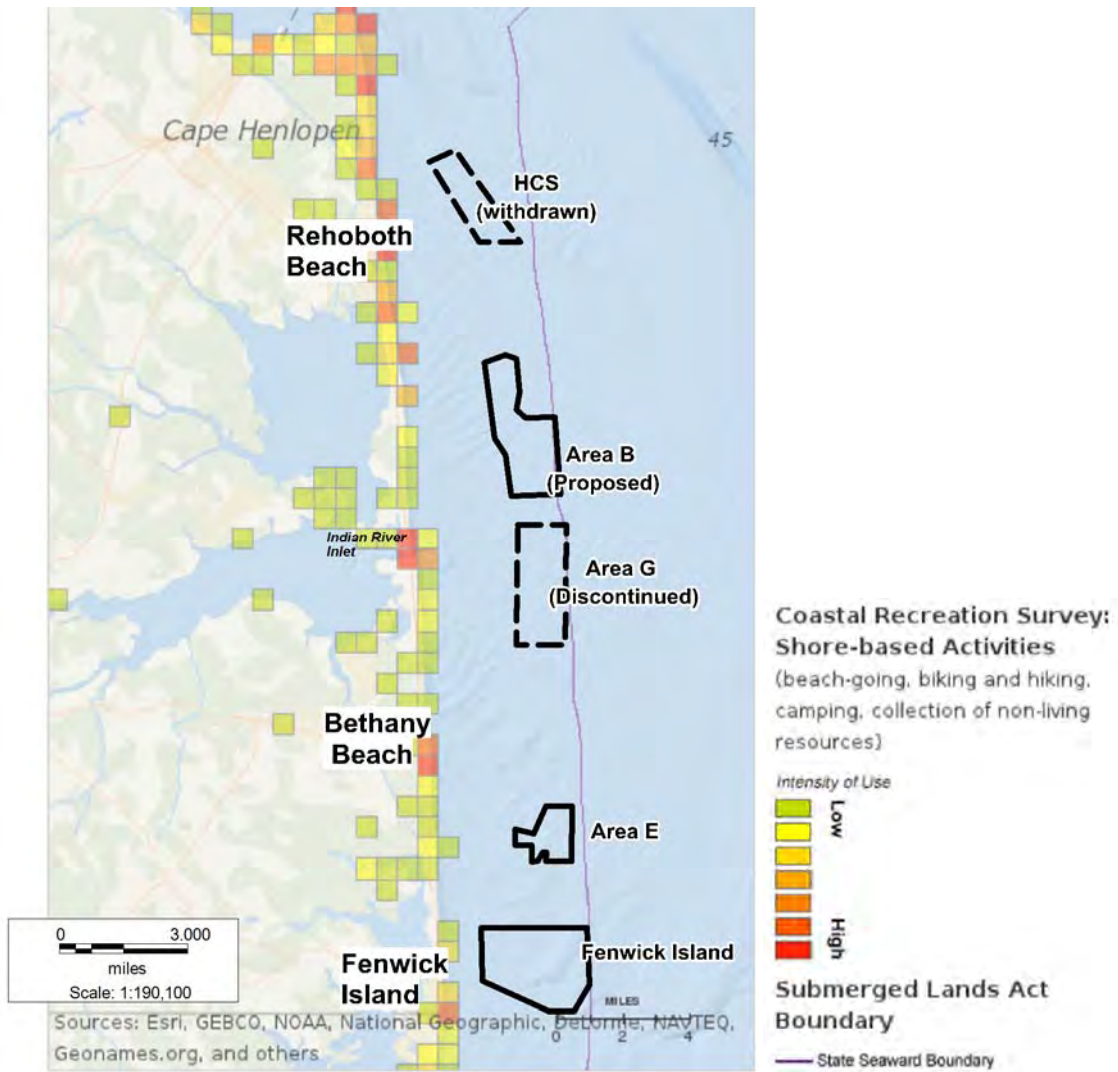 Cape Henlopen
45
HCS
(withdrawn)
Rehoboth
Beach
Area B
(Proposed)
Indian River
Inlet
Area G
(Discontinued)
Bethany
Beach
Area E
Fenwick Island
Fenwick
Island
0 3.000
miles
Scale: 1:190,100
MILES
0 2 4
Sources: Esri, GEBCO, NOAA, National Geographic, DeLorme, NAVTEQ,
Geonames.org, and others
Coastal Recreation Survey:
Shore-based Activities
(beach-going, biking and hiking,
camping, collection of non-living
resources)
Intensity of Use
Low
High
Submerged Lands Act
Boundary
State Seaward Boundary